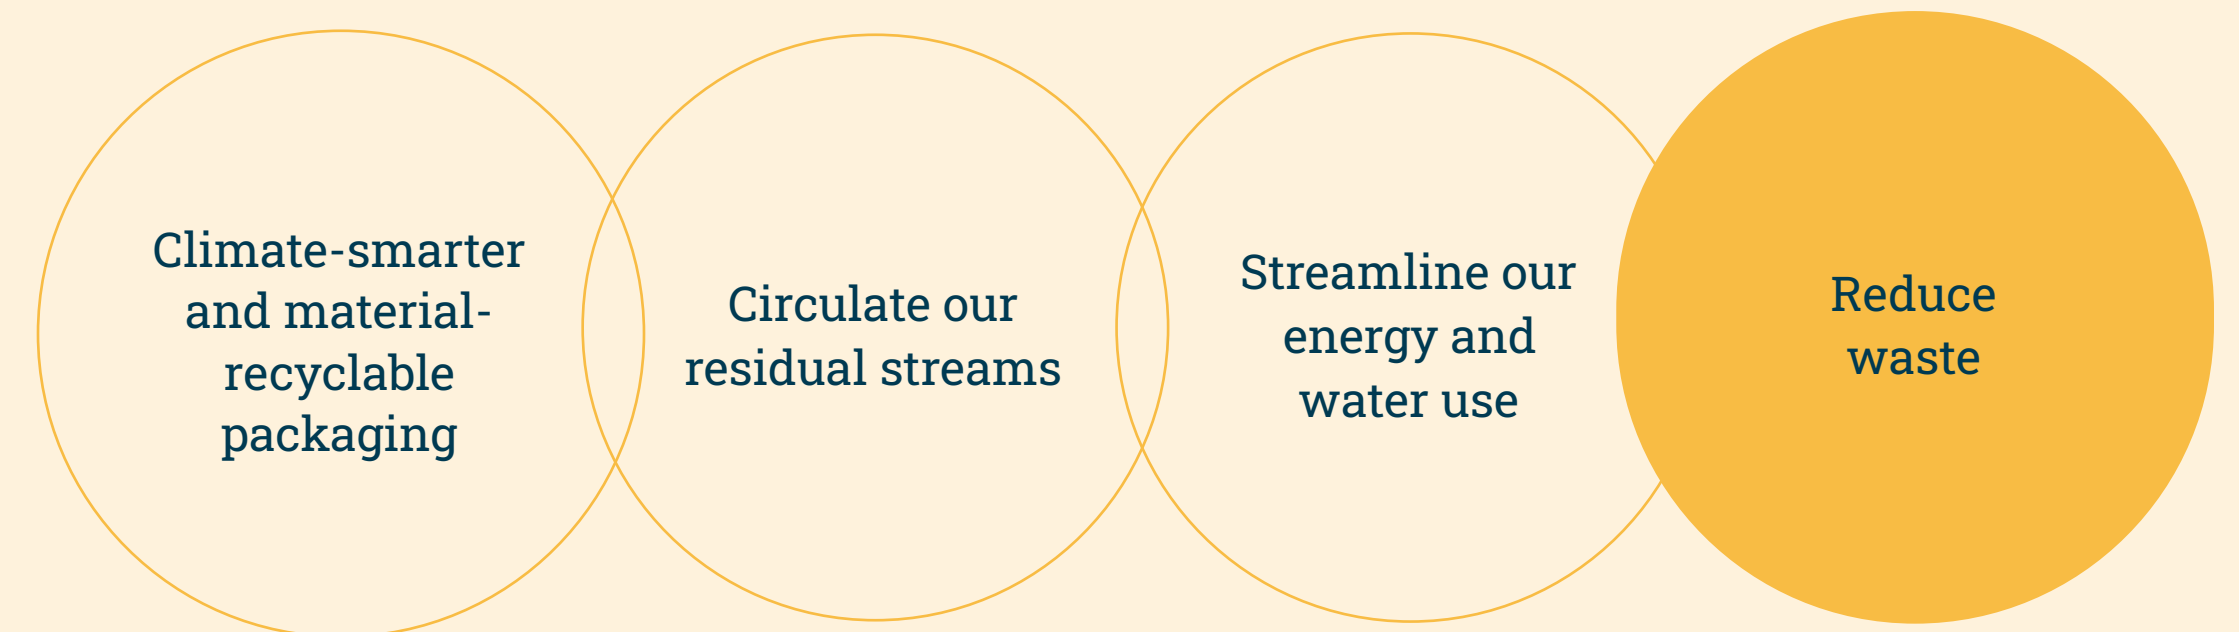 Climate-smarter
and material-
recyclable
packaging
Circulate our
residual streams
Streamline our
energy and
water use
Reduce
waste